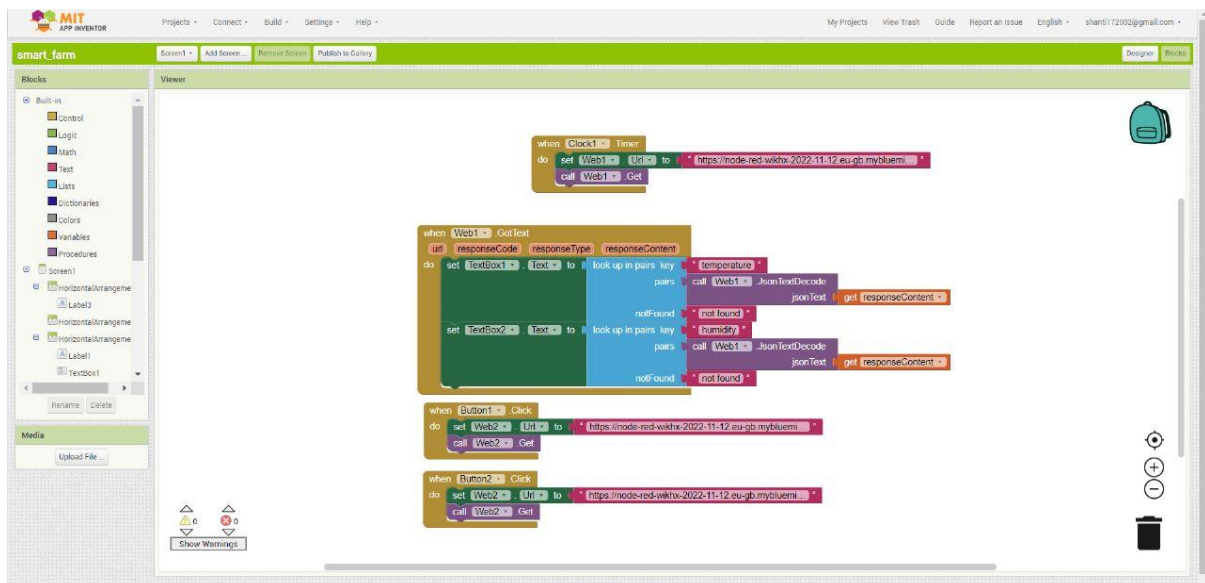 MIT
APP INVENTOR
Projects Connect Build Settings Help
My Projects View Trash Guide Report an Issue English shanti172002@gmail.com
smart_farm
Screen1 Add Screen ... Remove Screen Publish to Gallery
Designer Blocks
Blocks
Viewer
Built-in
Control
Logic
Math
Text
Lists
Dictionaries
Colors
Variables
Procedures
Screen1
HorizontalArrangeme
Label3
HorizontalArrangeme
HorizontalArrangeme
Label1
TextBox1
Rename Delete
Media
Upload File ...
when Clock1 .Timer
do set Web1 . Url to " https://node-red-wikhx-2022-11-12.eu-gb.mybluemi... "
call Web1 .Get
when Web1 .GotText
url responseCode responseType responseContent
do set TextBox1 . Text to look up in pairs key " temperature "
pairs call Web1 .JsonTextDecode
jsonText get responseContent
notFound " not found "
set TextBox2 . Text to look up in pairs key " humidity "
pairs call Web1 .JsonTextDecode
jsonText get responseContent
notFound " not found "
when Button1 .Click
do set Web2 . Url to " https://node-red-wikhx-2022-11-12.eu-gb.mybluemi... "
call Web2 .Get
when Button2 .Click
do set Web2 . Url to " https://node-red-wikhx-2022-11-12.eu-gb.mybluemi... "
call Web2 .Get
0 0
Show Warnings